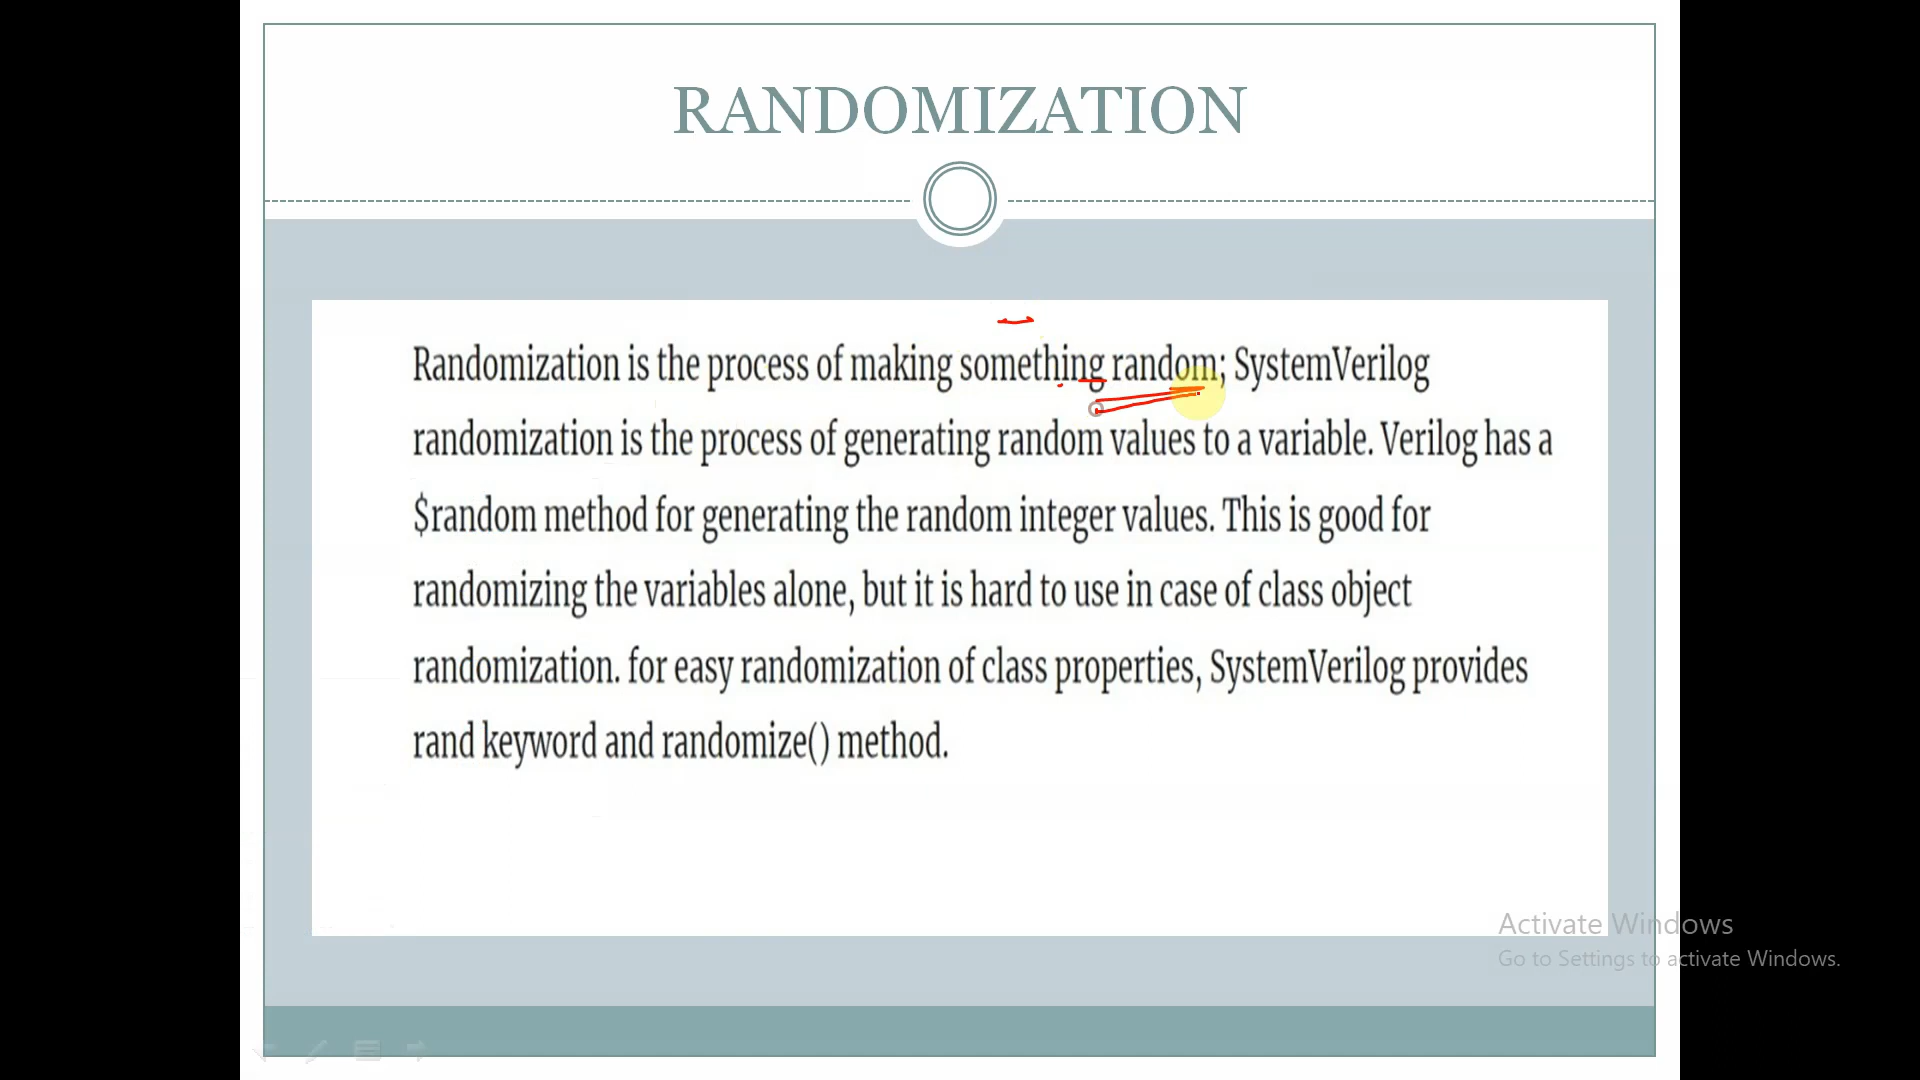 RANDOMIZATION
Randomization is the process of making something random; SystemVerilog
randomization is the process of generating random values to a variable. Verilog has a
$random method for generating the random integer values. This is good for
randomizing the variables alone, but it is hard to use in case of class object
randomization. for easy randomization of class properties, SystemVerilog provides
rand keyword and randomize() method.
Activate Windows
Go to Settings to activate Windows.